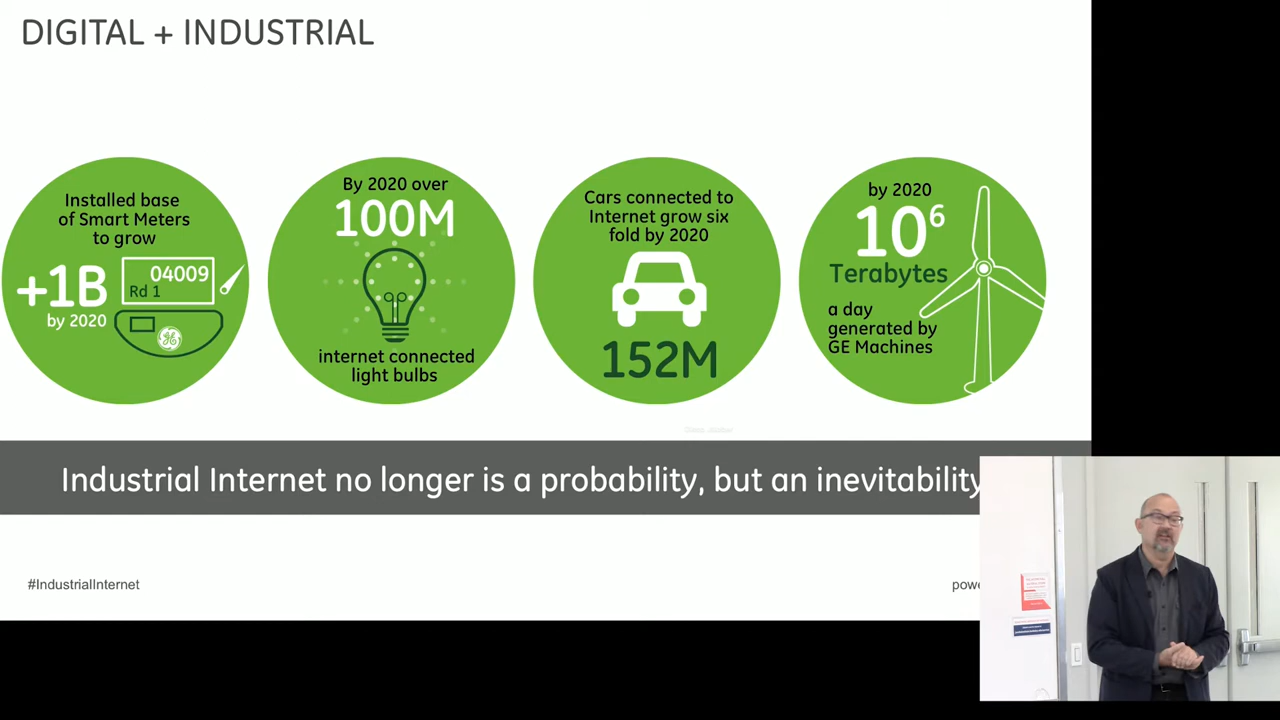 DIGITAL + INDUSTRIAL
Installed base
of Smart Meters
to grow
+1B
by 2020
04009
Rd 1
By 2020 over
100M
internet connected
light bulbs
Cars connected to
Internet grow six
fold by 2020
152M
by 2020
10⁶
Terabytes
a day
generated by
GE Machines
Industrial Internet no longer is a probability, but an inevitability
#IndustrialInternet